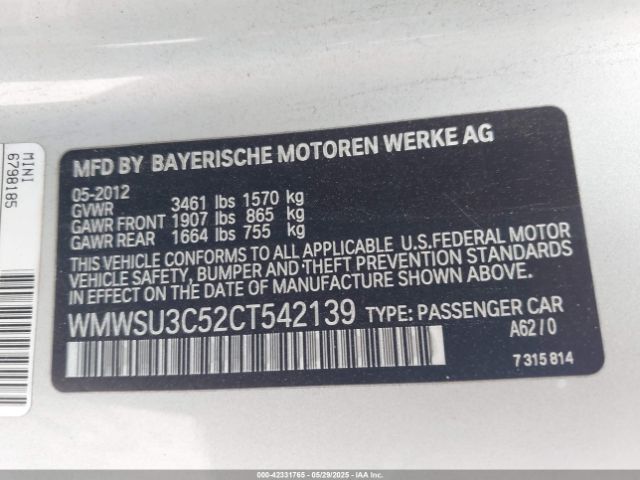 MINI
6798185
MFD BY BAYERISCHE MOTOREN WERKE AG
05-2012
GVWR 3461 lbs 1570 kg
GAWR FRONT 1907 lbs 865 kg
GAWR REAR 1664 lbs 755 kg
THIS VEHICLE CONFORMS TO ALL APPLICABLE U.S.FEDERAL MOTOR
VEHICLE SAFETY, BUMPER AND THEFT PREVENTION STANDARDS
IN EFFECT ON THE DATE OF MANUFACTURE SHOWN ABOVE.
WMWSU3C52CT542139 TYPE: PASSENGER CAR
A62/0
7 315 814
000-42331765 - 05/29/2025 - IAA, Inc.